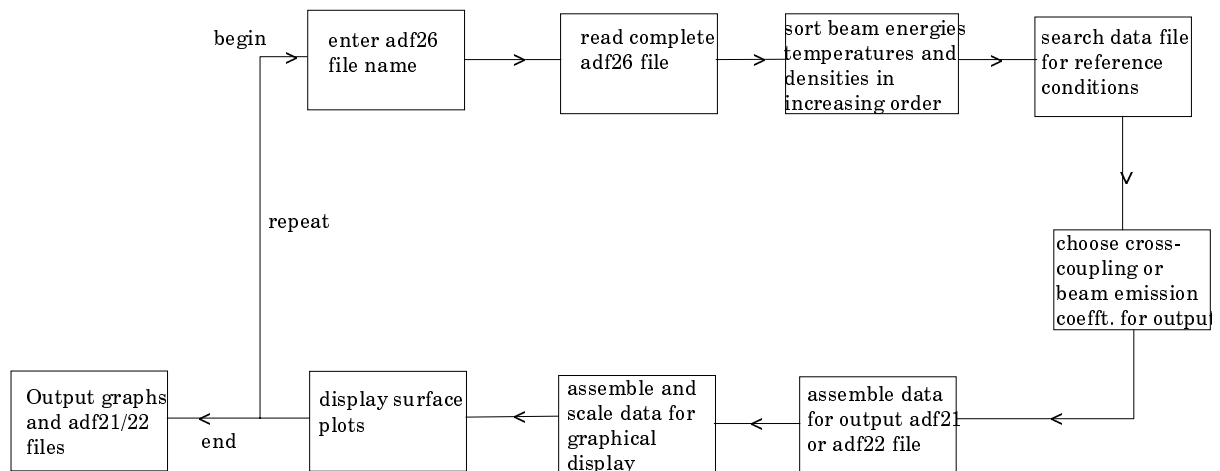 begin
enter adf26
file name
read complete
adf26 file
sort beam energies
temperatures and
densities in
increasing order
search data file
for reference
conditions
choose cross-
coupling or
beam emission
coefft. for output
assemble data
for output adf21
or adf22 file
assemble and
scale data for
graphical
display
display surface
plots
repeat
end
Output graphs
and adf21/22
files